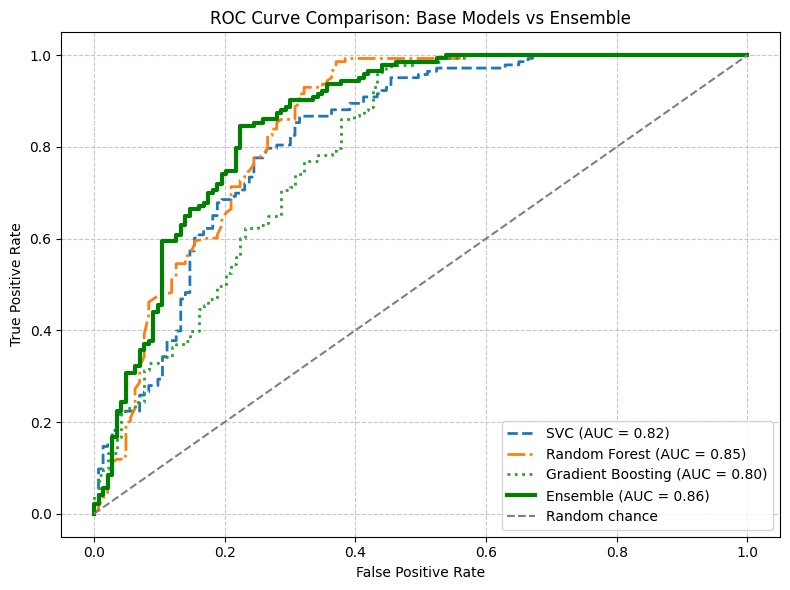 ROC Curve Comparison: Base Models vs Ensemble
True Positive Rate
1.0
0.8
0.6
0.4
0.2
0.0
SVC (AUC = 0.82)
Random Forest (AUC = 0.85)
Gradient Boosting (AUC = 0.80)
Ensemble (AUC = 0.86)
Random chance
0.0 0.2 0.4 0.6 0.8 1.0
False Positive Rate